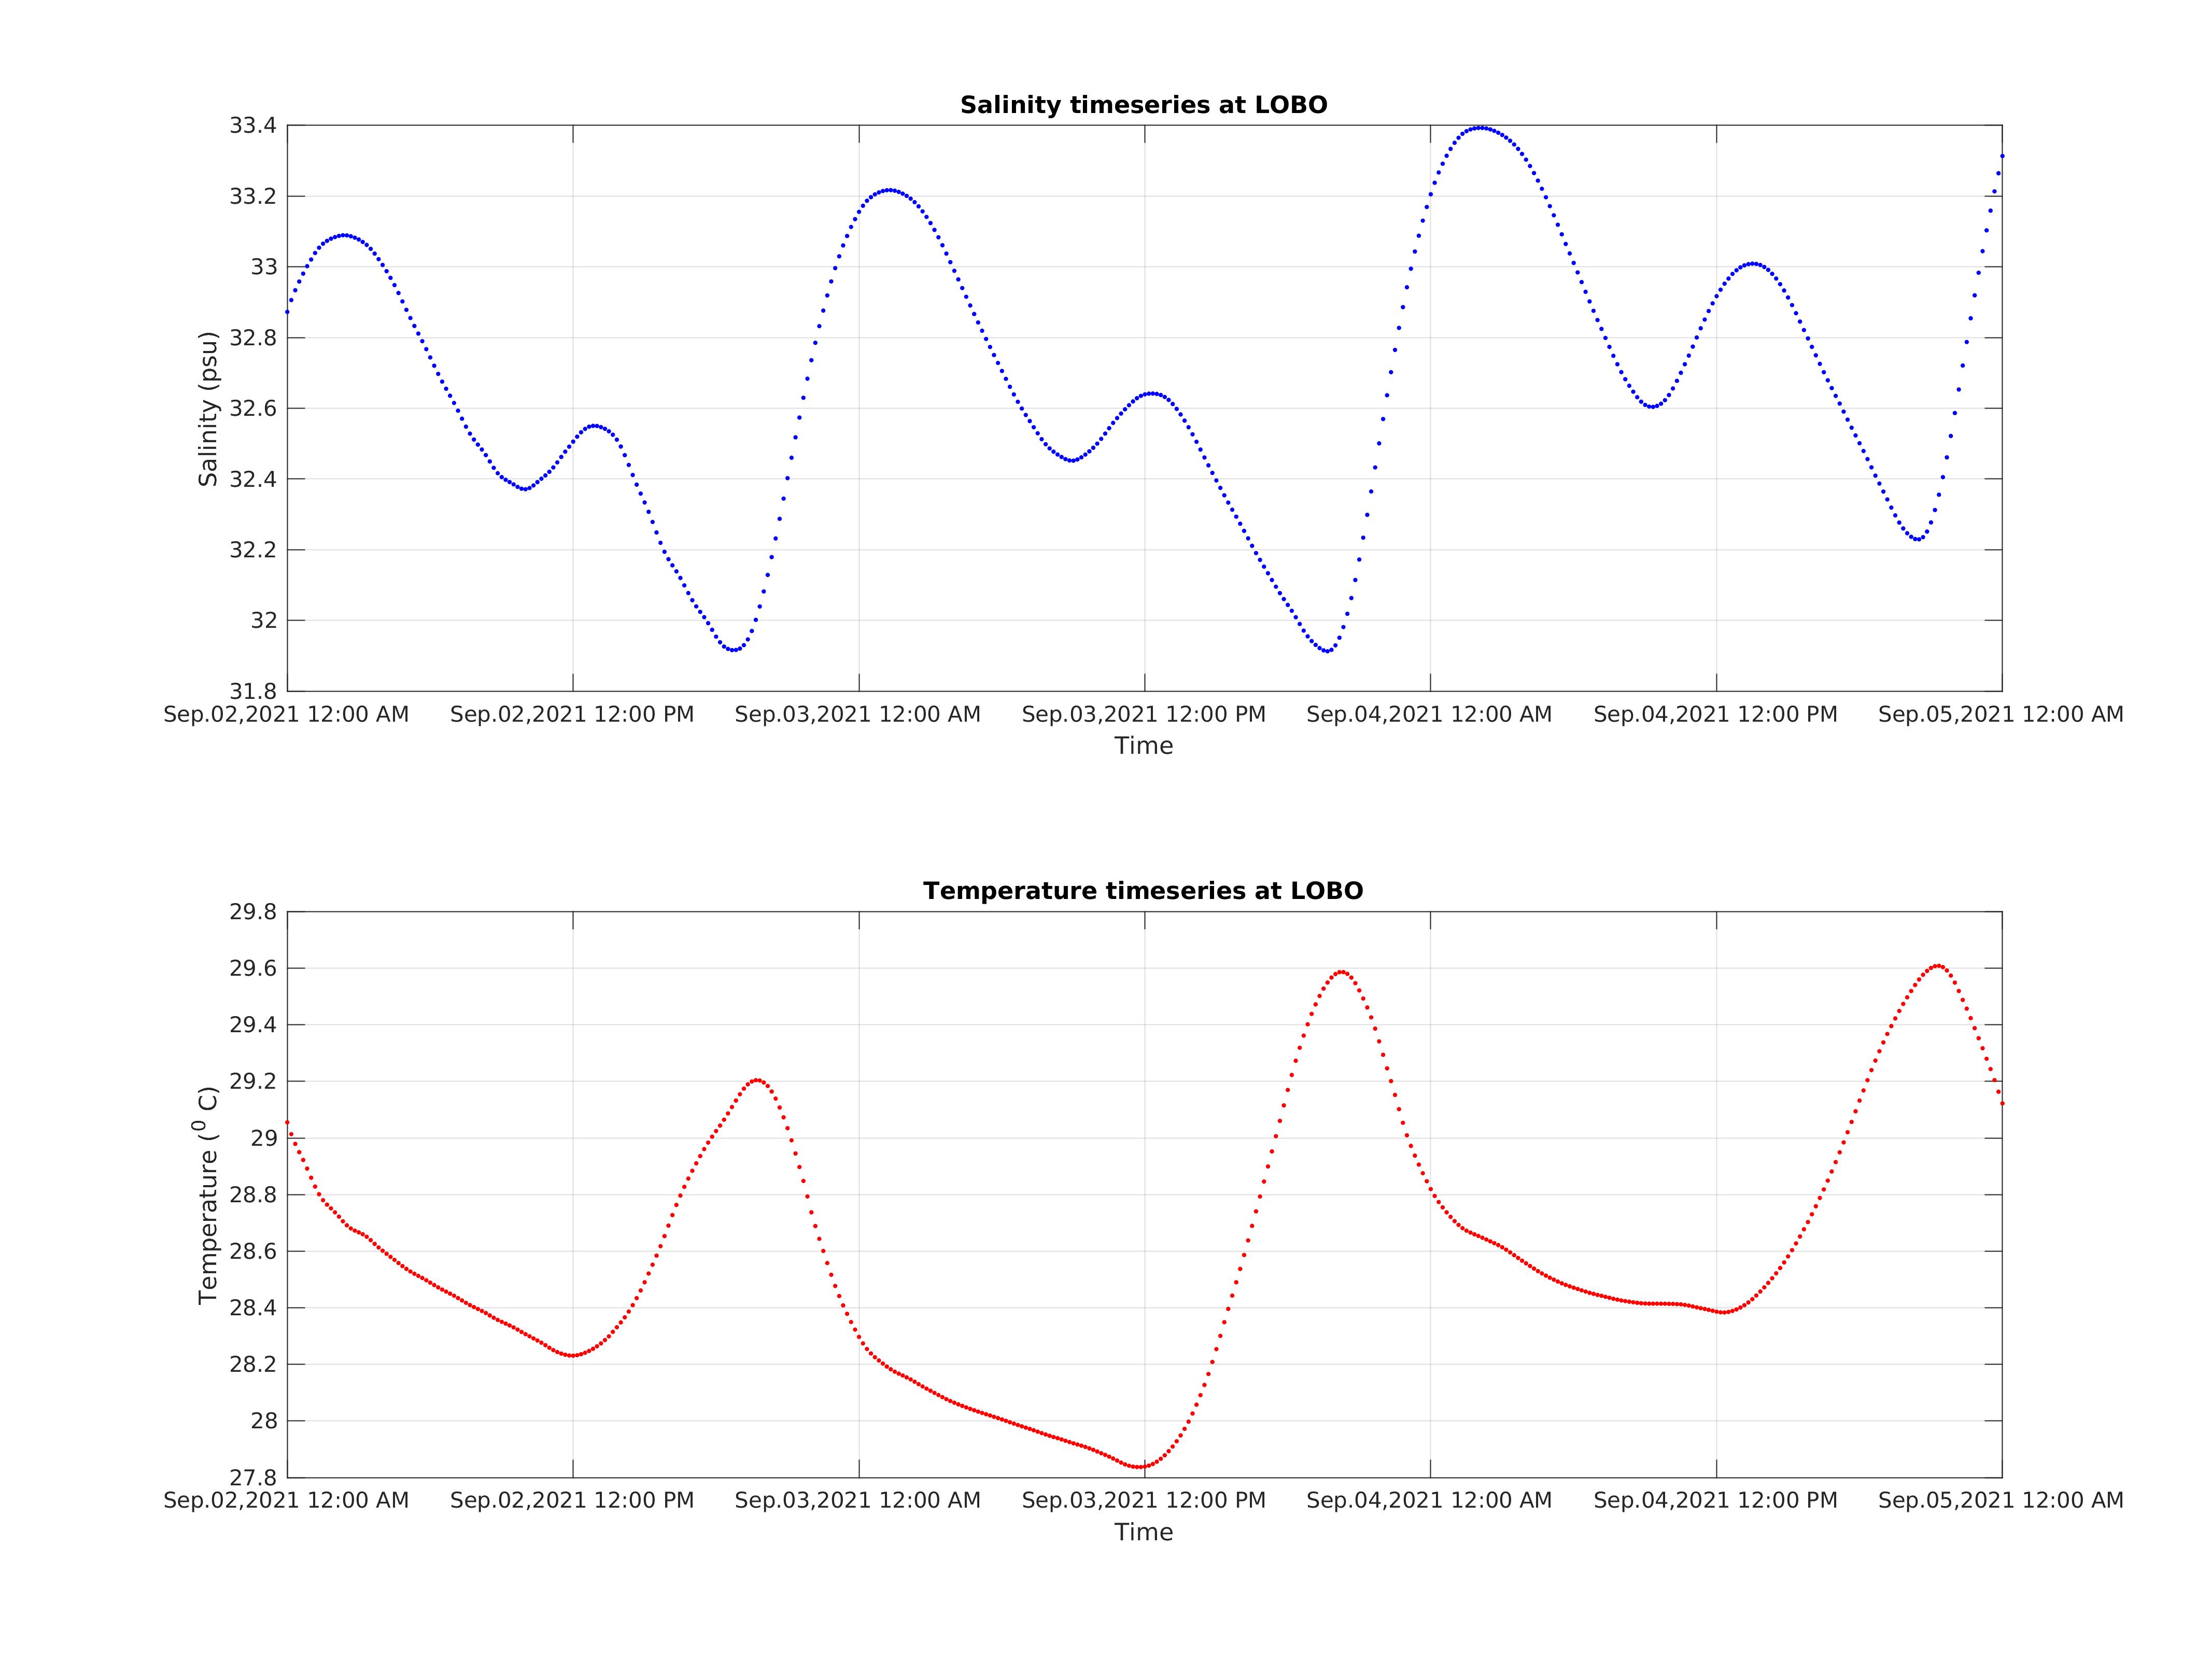 Salinity timeseries at LOBO
33.4
33.2
33
32.8
32.6
32.4
32.2
32
31.8
Salinity (psu)
Sep.02,2021 12:00 AM Sep.02,2021 12:00 PM Sep.03,2021 12:00 AM Sep.03,2021 12:00 PM Sep.04,2021 12:00 AM Sep.04,2021 12:00 PM Sep.05,2021 12:00 AM
Time
Temperature timeseries at LOBO
29.8
29.6
29.4
29.2
29
28.8
28.6
28.4
28.2
28
27.8
Temperature (⁰ C)
Sep.02,2021 12:00 AM Sep.02,2021 12:00 PM Sep.03,2021 12:00 AM Sep.03,2021 12:00 PM Sep.04,2021 12:00 AM Sep.04,2021 12:00 PM Sep.05,2021 12:00 AM
Time